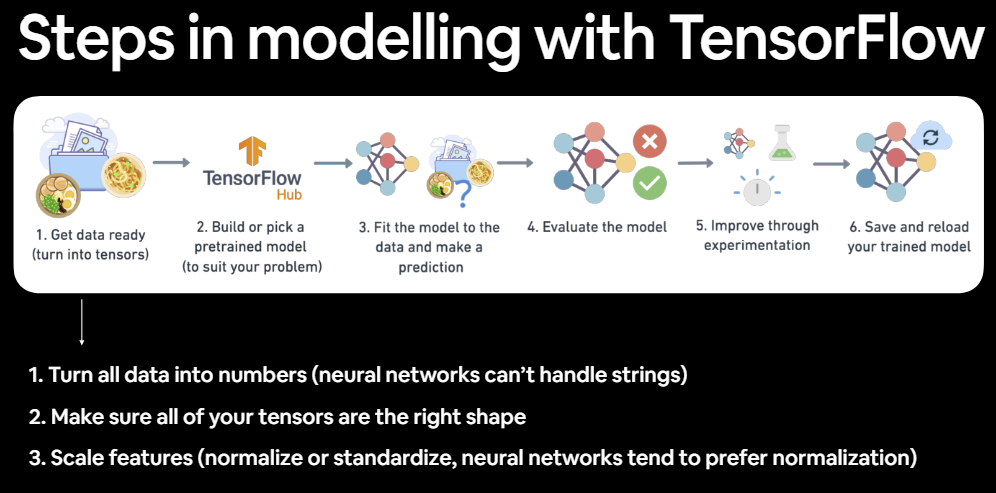 Steps in modelling with TensorFlow
1. Get data ready
(turn into tensors)
TensorFlow
Hub
2. Build or pick a
pretrained model
(to suit your problem)
3. Fit the model to the
data and make a
prediction
4. Evaluate the model
5. Improve through
experimentation
6. Save and reload
your trained model
1. Turn all data into numbers (neural networks can’t handle strings)
2. Make sure all of your tensors are the right shape
3. Scale features (normalize or standardize, neural networks tend to prefer normalization)